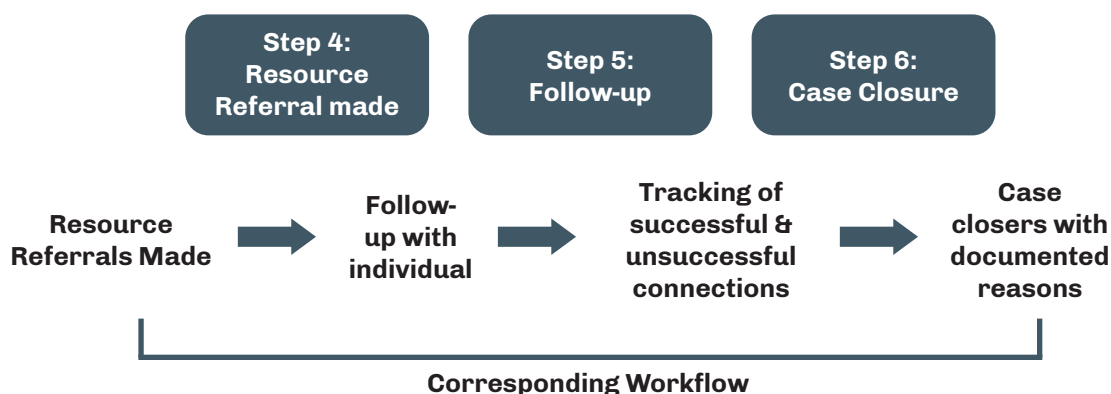 Step 4:
Resource
Referral made
Step 5:
Follow-up
Step 6:
Case Closure
Resource
Referrals Made
Follow-
up with
individual
Tracking of
successful &
unsuccessful
connections
Case
closers with
documented
reasons
Corresponding Workflow